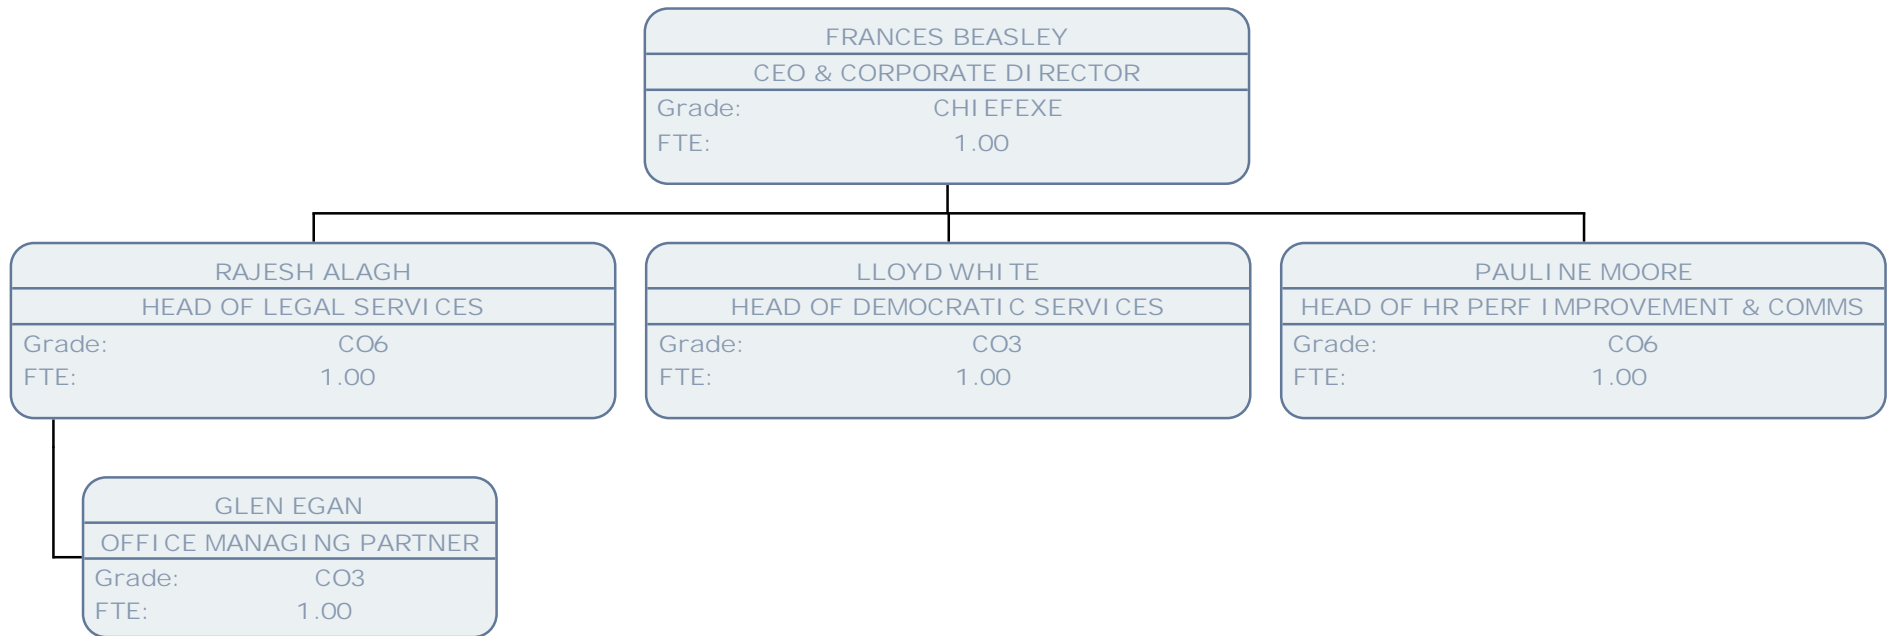 FRANCES BEASLEY
CEO & CORPORATE DIRECTOR
Grade: CHIEFEXE
FTE: 1.00
RAJESH ALAGH
HEAD OF LEGAL SERVICES
Grade: CO6
FTE: 1.00
LLOYD WHITE
HEAD OF DEMOCRATIC SERVICES
Grade: CO3
FTE: 1.00
PAULINE MOORE
HEAD OF HR PERF IMPROVEMENT & COMMS
Grade: CO6
FTE: 1.00
GLEN EGAN
OFFICE MANAGING PARTNER
Grade: CO3
FTE: 1.00